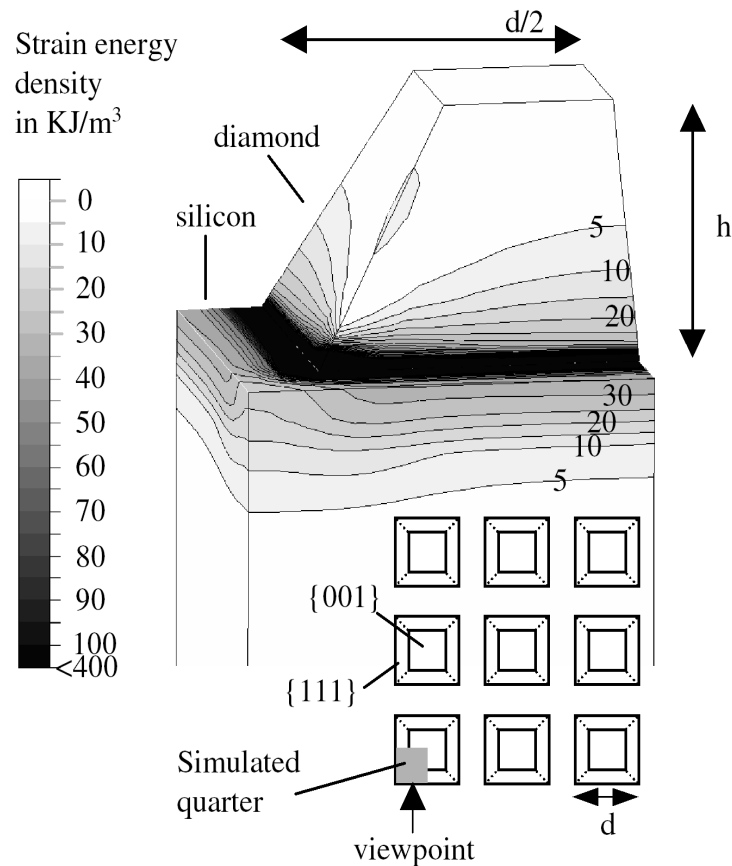 Strain energy
density
in KJ/m³
d/2
diamond
silicon
h
0
10
20
30
40
50
60
70
80
90
100
<400
5
10
20
30
20
10
5
{001}
{111}
Simulated
quarter
viewpoint
d